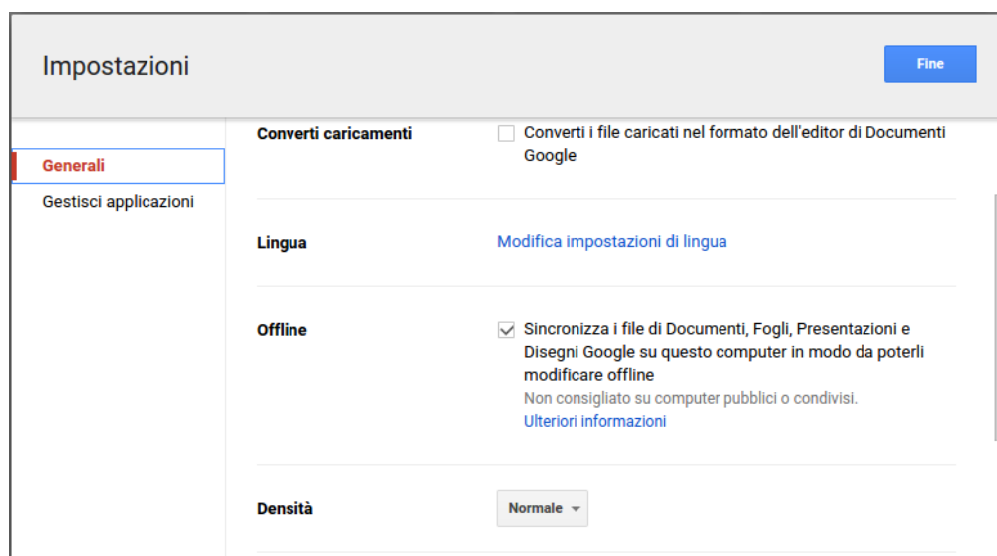 Impostazioni
Fine
Generali
Gestisci applicazioni
Converti caricamenti
Converti i file caricati nel formato dell'editor di Documenti
Google
Lingua
Modifica impostazioni di lingua
Offline
Sincronizza i file di Documenti, Fogli, Presentazioni e
Disegni Google su questo computer in modo da poterli
modificare offline
Non consigliato su computer pubblici o condivisi.
Ulteriori informazioni
Densità
Normale